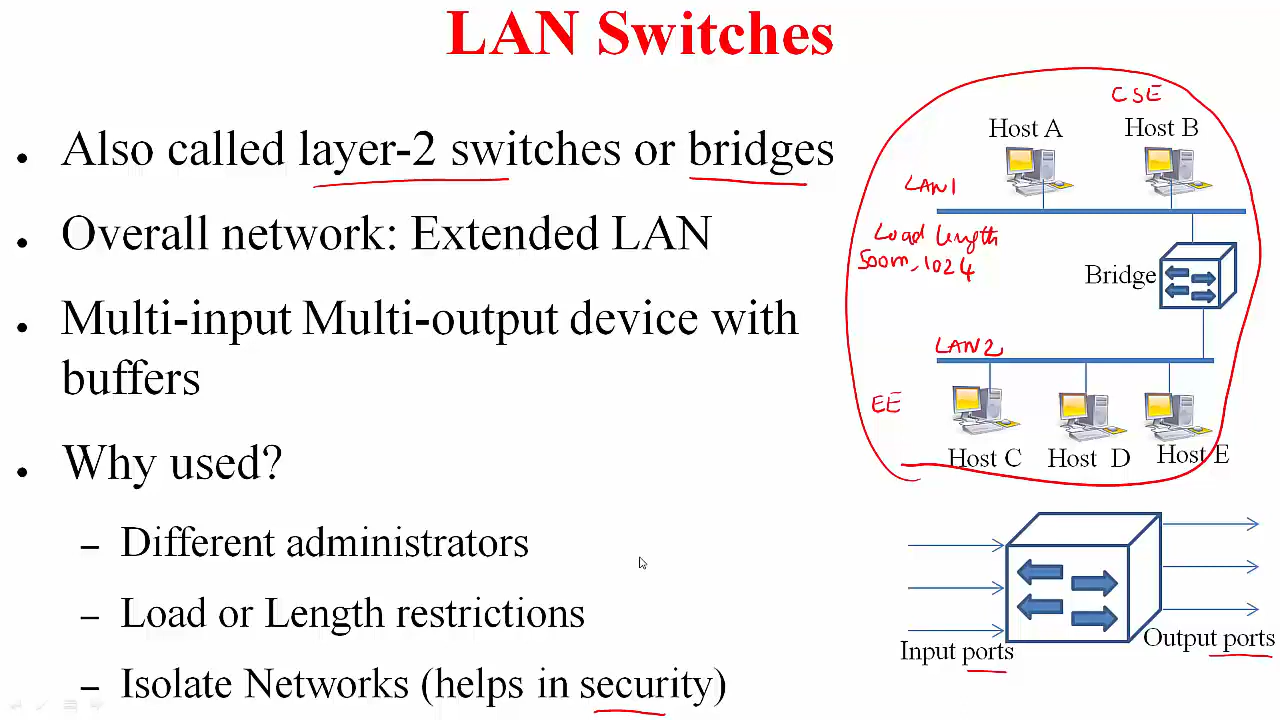 LAN Switches
• Also called layer-2 switches or bridges
• Overall network: Extended LAN
• Multi-input Multi-output device with
buffers
• Why used?
– Different administrators
– Load or Length restrictions
– Isolate Networks (helps in security)
CSE
Host A Host B
LAN1
Load length
500m, 1024
Bridge
LAN2
EE
Host C Host D Host E
Input ports Output ports